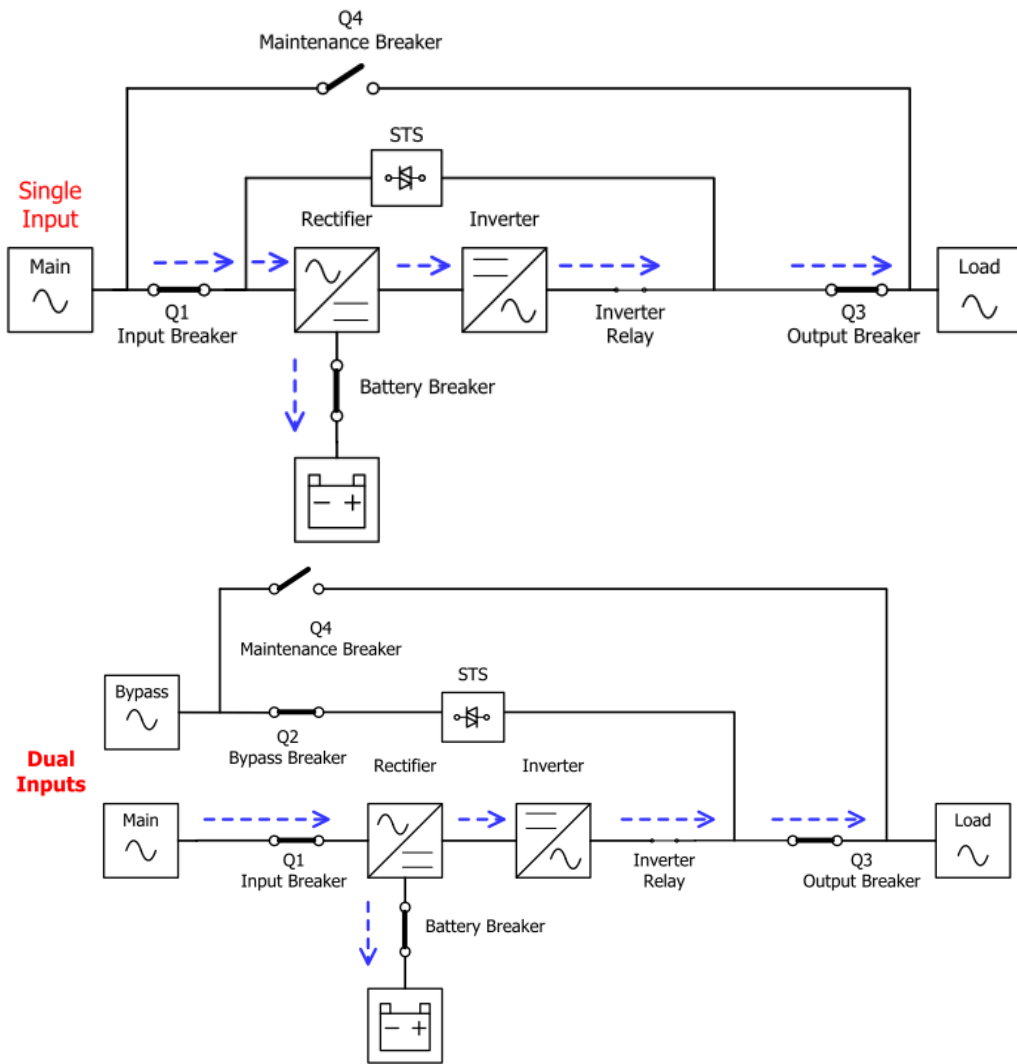 Q4
Maintenance Breaker
STS
Single
Input
Rectifier
Inverter
Main
Load
Q1
Input Breaker
Inverter
Relay
Q3
Output Breaker
Battery Breaker
− +
Q4
Maintenance Breaker
Bypass
STS
Q2
Bypass Breaker
Dual
Inputs
Rectifier
Inverter
Main
Load
Q1
Input Breaker
Inverter
Relay
Q3
Output Breaker
Battery Breaker
− +